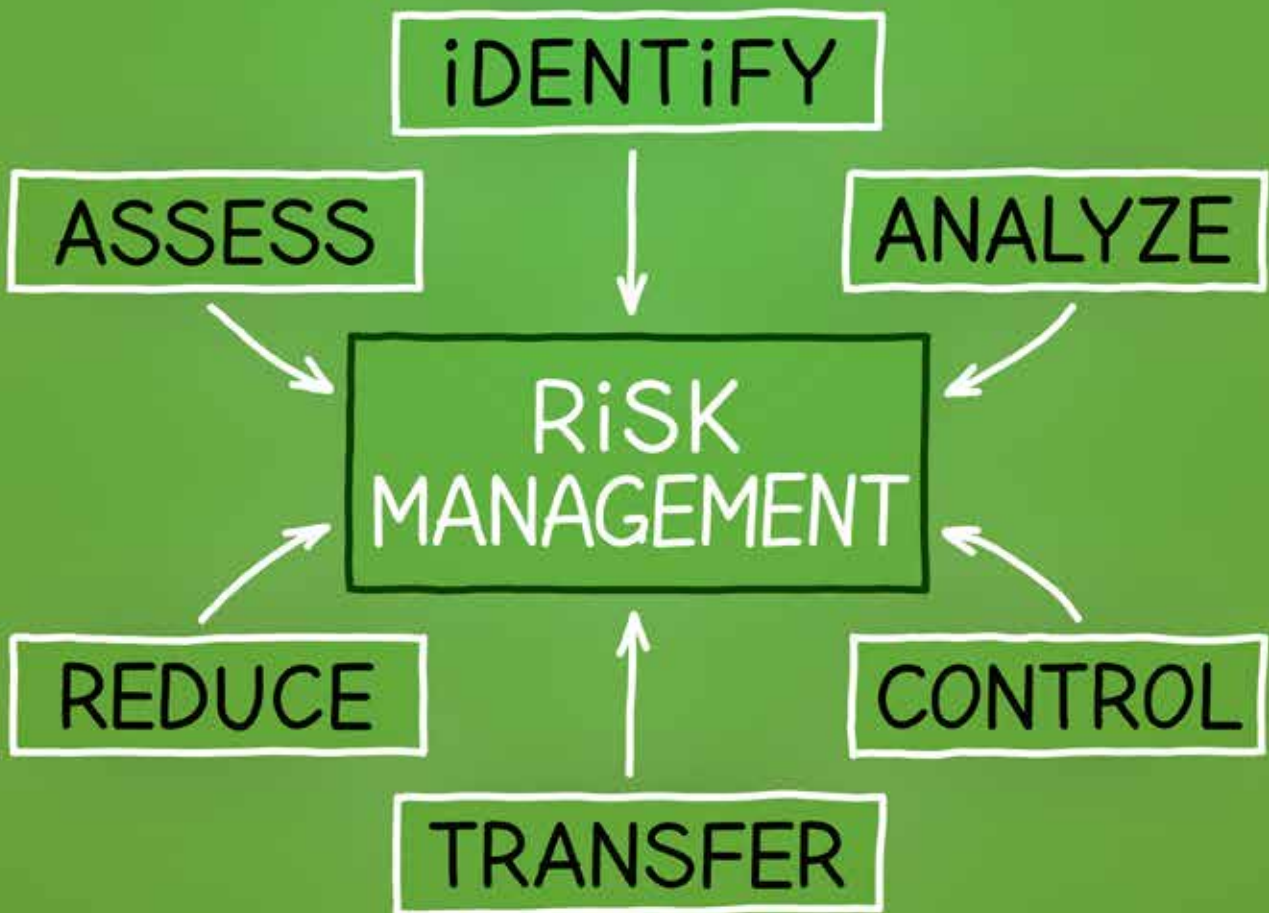 iDENTiFY
ASSESS
ANALYZE
RiSK
MANAGEMENT
REDUCE
CONTROL
TRANSFER